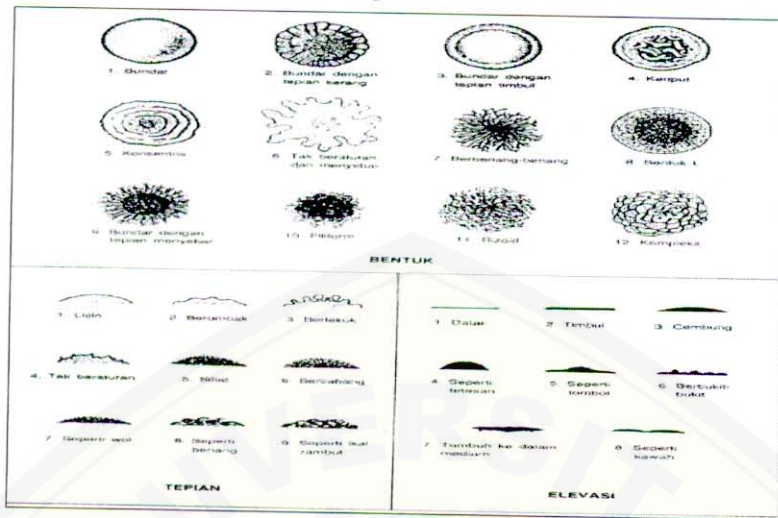 1. Bundar
2. Bundar dengan
tepian kerang
3. Bundar dengan
tepian timbul
4. Keriput
5. Konsentris
6. Tak beraturan
dan menyebar
7. Berbenang-benang
8. Bentuk L
9. Bundar dengan
tepian menyebar
10. Filiform
11. Rizoid
12. Kompleks
BENTUK
1. Licin
2. Berombak
3. Berlekuk
4. Tak beraturan
5. Siliat
6. Bercabang
7. Seperti wol
8. Seperti
benang
9. Seperti ikal
rambut
TEPIAN
1. Datar
2. Timbul
3. Cembung
4. Seperti
tetesan
5. Seperti
tombol
6. Berbukit-
bukit
7. Tumbuh ke dalam
medium
8. Seperti
kawah
ELEVASI